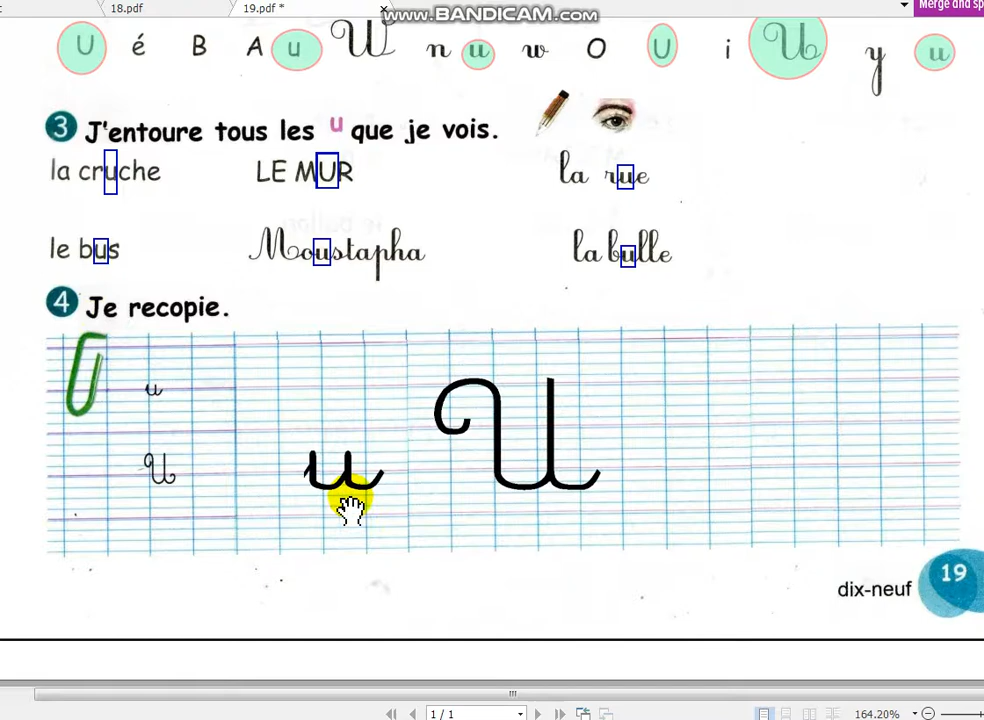 18.pdf
19.pdf *
×
Merge and sp
www.BANDICAM.com
U é B A u U n u w O U i U y u
3 J'entoure tous les u que je vois.
la cruche LE MUR la rue
le bus Moustapha la bulle
4 Je recopie.
u
U
u U
19
dix-neuf
1 / 1
164.20%